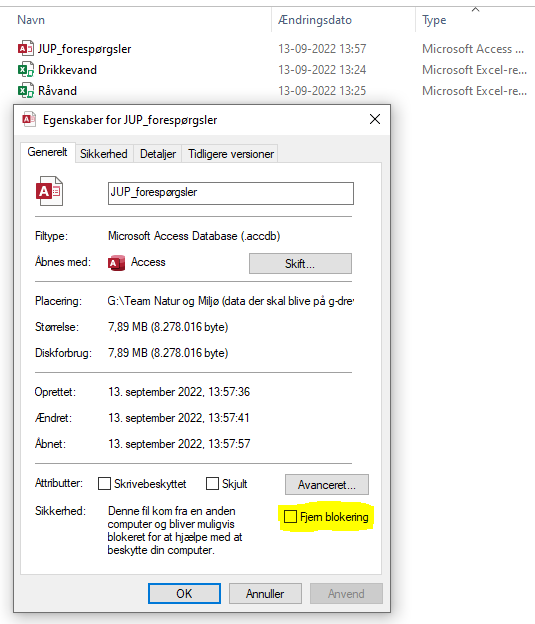 Navn Ændringsdato Type
JUP_forespørgsler 13-09-2022 13:57 Microsoft Access ...
Drikkevand 13-09-2022 13:24 Microsoft Excel-re...
Råvand 13-09-2022 13:25 Microsoft Excel-re...
Egenskaber for JUP_forespørgsler
Generelt Sikkerhed Detaljer Tidligere versioner
JUP_forespørgsler
Filtype: Microsoft Access Database (.accdb)
Åbnes med: Access Skift...
Placering: G:\Team Natur og Miljø (data der skal blive på g-drev
Størrelse: 7,89 MB (8.278.016 byte)
Diskforbrug: 7,89 MB (8.278.016 byte)
Oprettet: 13. september 2022, 13:57:36
Ændret: 13. september 2022, 13:57:41
Åbnet: 13. september 2022, 13:57:57
Attributter: Skrivebeskyttet Skjult Avanceret...
Sikkerhed: Denne fil kom fra en anden Fjern blokering
computer og bliver muligvis
blokeret for at hjælpe med at
beskytte din computer.
OK Annuller Anvend